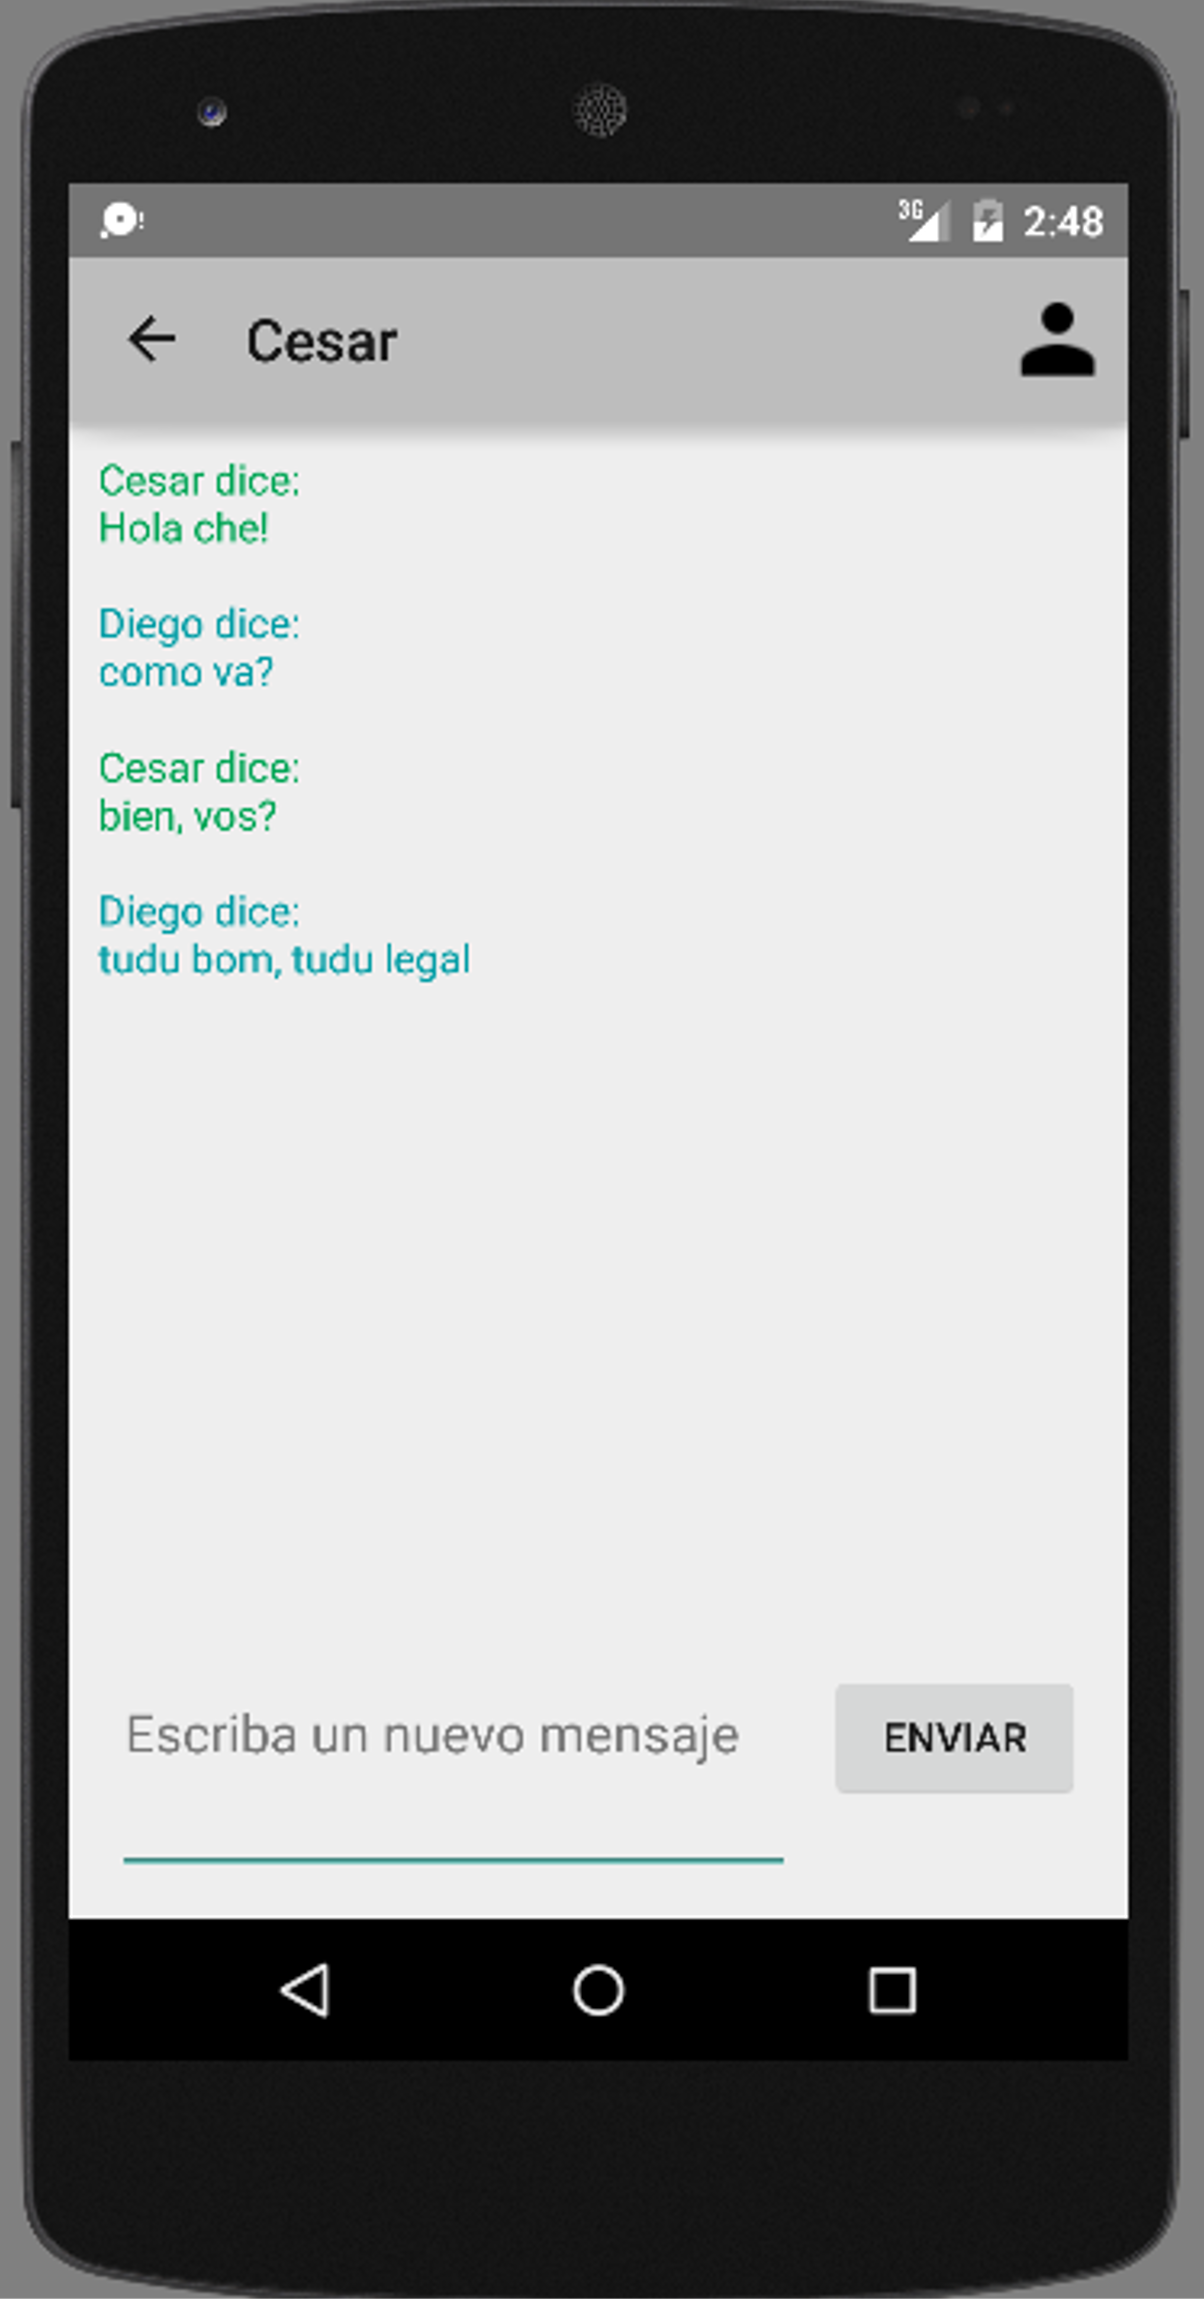 3G 2:48
Cesar
Cesar dice:
Hola che!
Diego dice:
como va?
Cesar dice:
bien, vos?
Diego dice:
tudu bom, tudu legal
Escriba un nuevo mensaje
ENVIAR